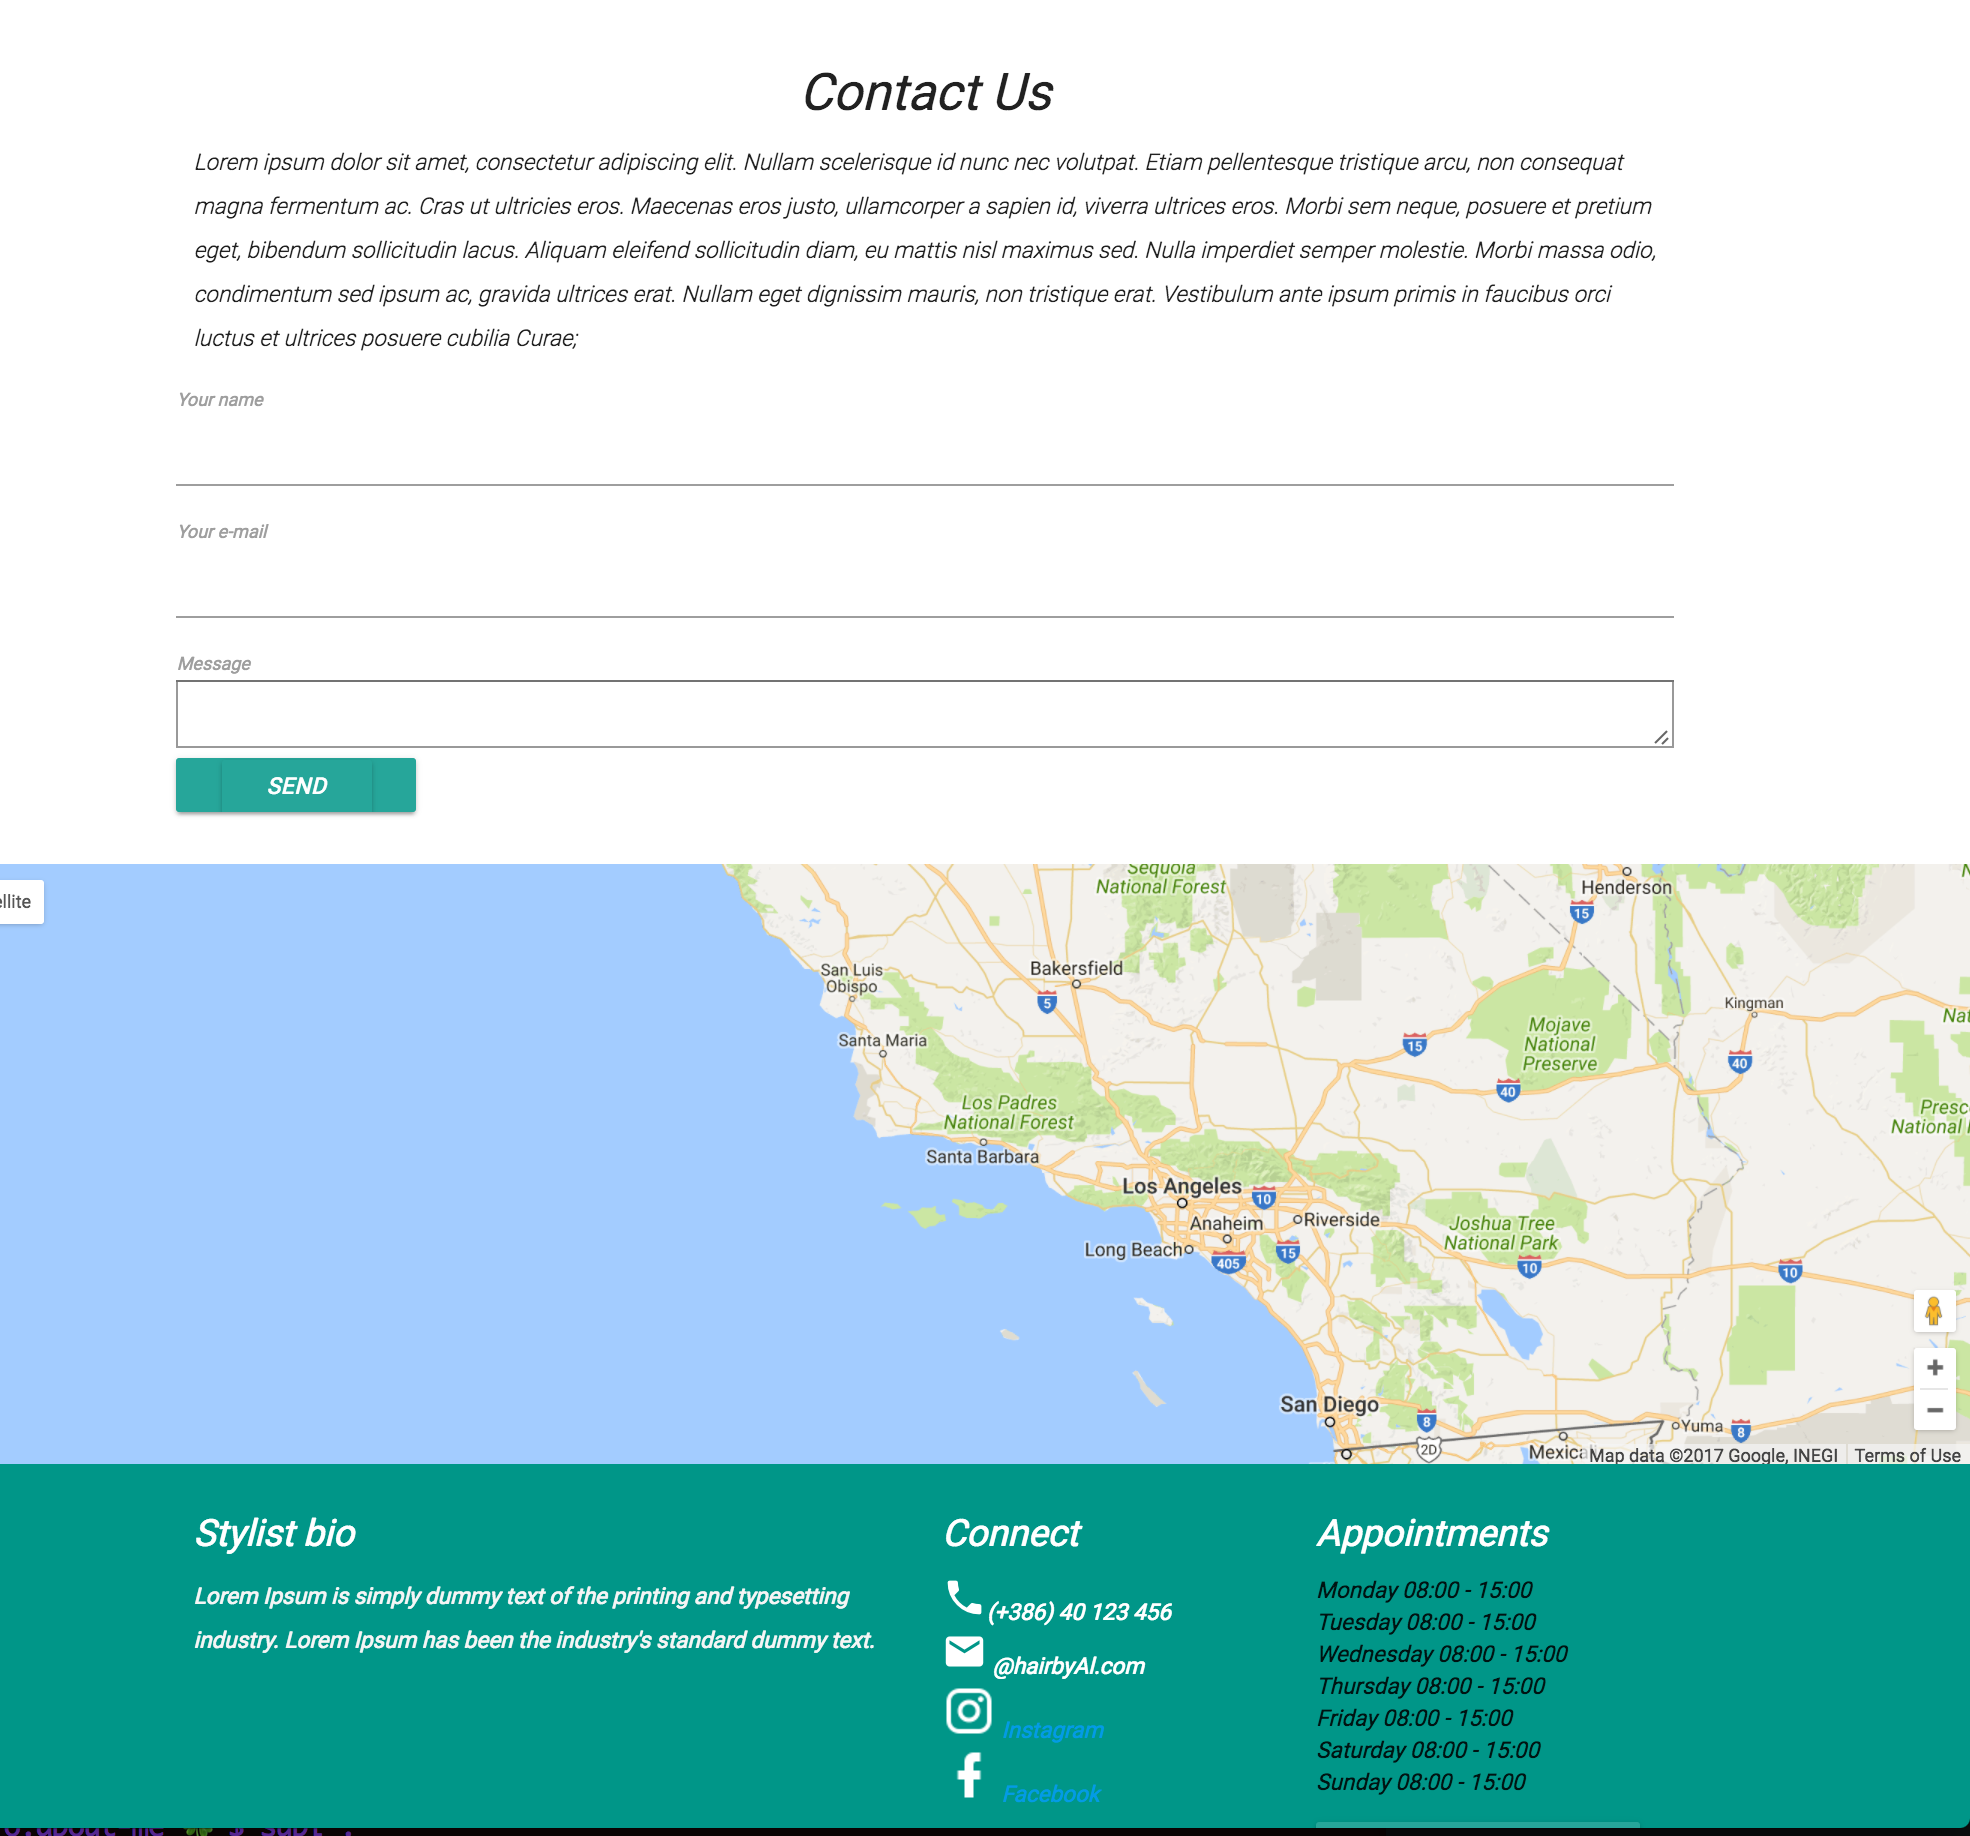 Contact Us
Lorem ipsum dolor sit amet, consectetur adipiscing elit. Nullam scelerisque id nunc nec volutpat. Etiam pellentesque tristique arcu, non consequat
magna fermentum ac. Cras ut ultricies eros. Maecenas eros justo, ullamcorper a sapien id, viverra ultrices eros. Morbi sem neque, posuere et pretium
eget, bibendum sollicitudin lacus. Aliquam eleifend sollicitudin diam, eu mattis nisl maximus sed. Nulla imperdiet semper molestie. Morbi massa odio,
condimentum sed ipsum ac, gravida ultrices erat. Nullam eget dignissim mauris, non tristique erat. Vestibulum ante ipsum primis in faucibus orci
luctus et ultrices posuere cubilia Curae;
Your name
Your e-mail
Message
SEND
ellite
Sequoia
National Forest
Henderson
15
San Luis
Obispo
Bakersfield
5
Kingman
Nat
Santa Maria
15
Mojave
National
Preserve
40
40
Los Padres
National Forest
Presc
National
Santa Barbara
Los Angeles
10
Anaheim
Riverside
Joshua Tree
National Park
Long Beach
405
15
10
10
San Diego
8
2D
Yuma
8
Mexica
Map data ©2017 Google, INEGI
Terms of Use
Stylist bio
Lorem Ipsum is simply dummy text of the printing and typesetting
industry. Lorem Ipsum has been the industry's standard dummy text.
Connect
(+386) 40 123 456
@hairbyAl.com
Instagram
Facebook
Appointments
Monday 08:00 - 15:00
Tuesday 08:00 - 15:00
Wednesday 08:00 - 15:00
Thursday 08:00 - 15:00
Friday 08:00 - 15:00
Saturday 08:00 - 15:00
Sunday 08:00 - 15:00